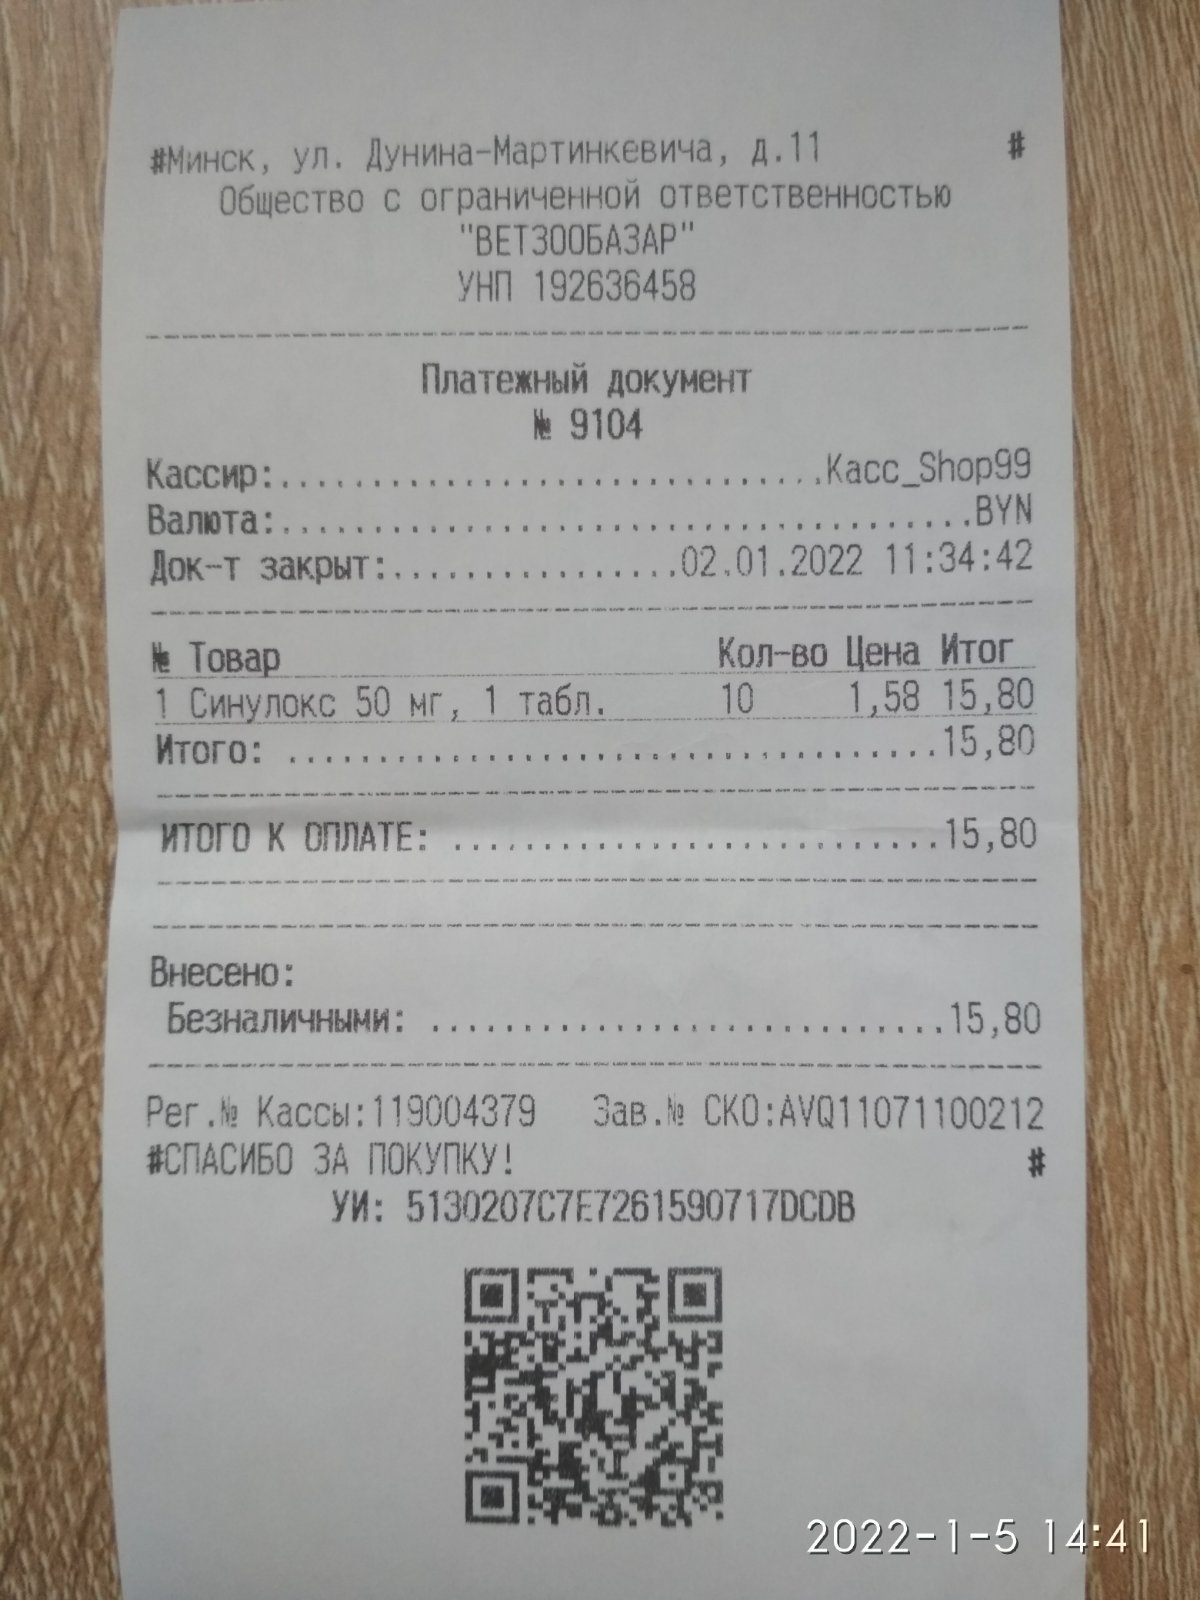 #Минск, ул. Дунина-Мартинкевича, д.11 #
Общество с ограниченной ответственностью
"ВЕТЗООБАЗАР"
УНП 192636458
Платежный документ
№ 9104
Кассир:..............................Касс_Shop99
Валюта:......................................BYN
Док-т закрыт:................02.01.2022 11:34:42
№ Товар Кол-во Цена Итог
1 Синулокс 50 мг, 1 табл. 10 1,58 15,80
Итого: ....................................15,80
ИТОГО К ОПЛАТЕ: ...........................15,80
Внесено:
Безналичными: .............................15,80
Рег.№ Кассы:119004379 Зав.№ СКО:AVQ11071100212
#СПАСИБО ЗА ПОКУПКУ! #
УИ: 5130207C7E7261590717DCDB
2022-1-5 14:41